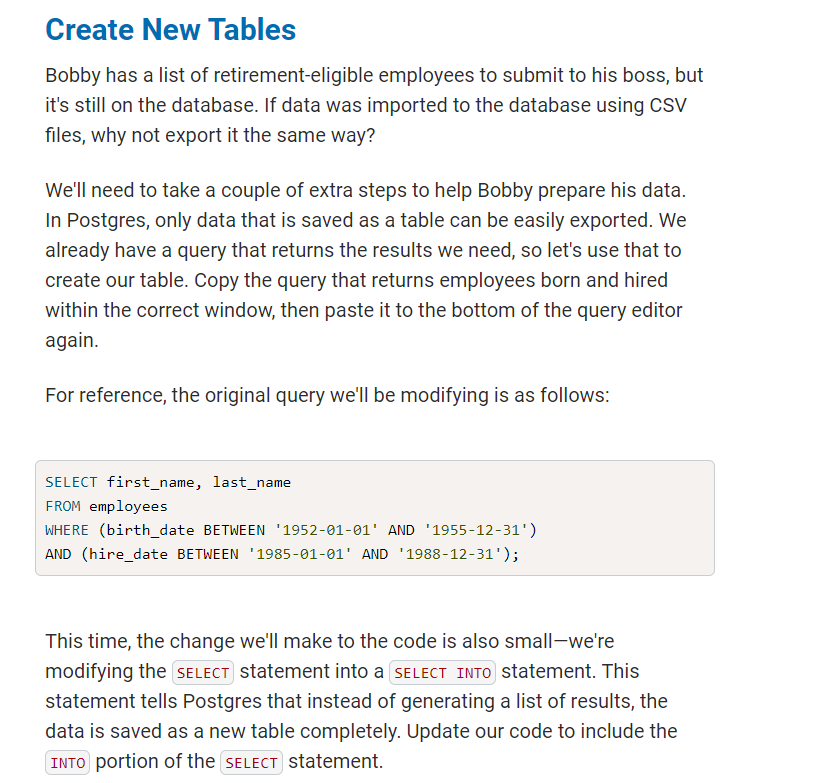 Create New Tables
Bobby has a list of retirement-eligible employees to submit to his boss, but
it's still on the database. If data was imported to the database using CSV
files, why not export it the same way?
We'll need to take a couple of extra steps to help Bobby prepare his data.
In Postgres, only data that is saved as a table can be easily exported. We
already have a query that returns the results we need, so let's use that to
create our table. Copy the query that returns employees born and hired
within the correct window, then paste it to the bottom of the query editor
again.
For reference, the original query we'll be modifying is as follows:
SELECT first_name, last_name
FROM employees
WHERE (birth_date BETWEEN '1952-01-01' AND '1955-12-31')
AND (hire_date BETWEEN '1985-01-01' AND '1988-12-31');
This time, the change we'll make to the code is also small—we're
modifying the SELECT statement into a SELECT INTO statement. This
statement tells Postgres that instead of generating a list of results, the
data is saved as a new table completely. Update our code to include the
INTO portion of the SELECT statement.